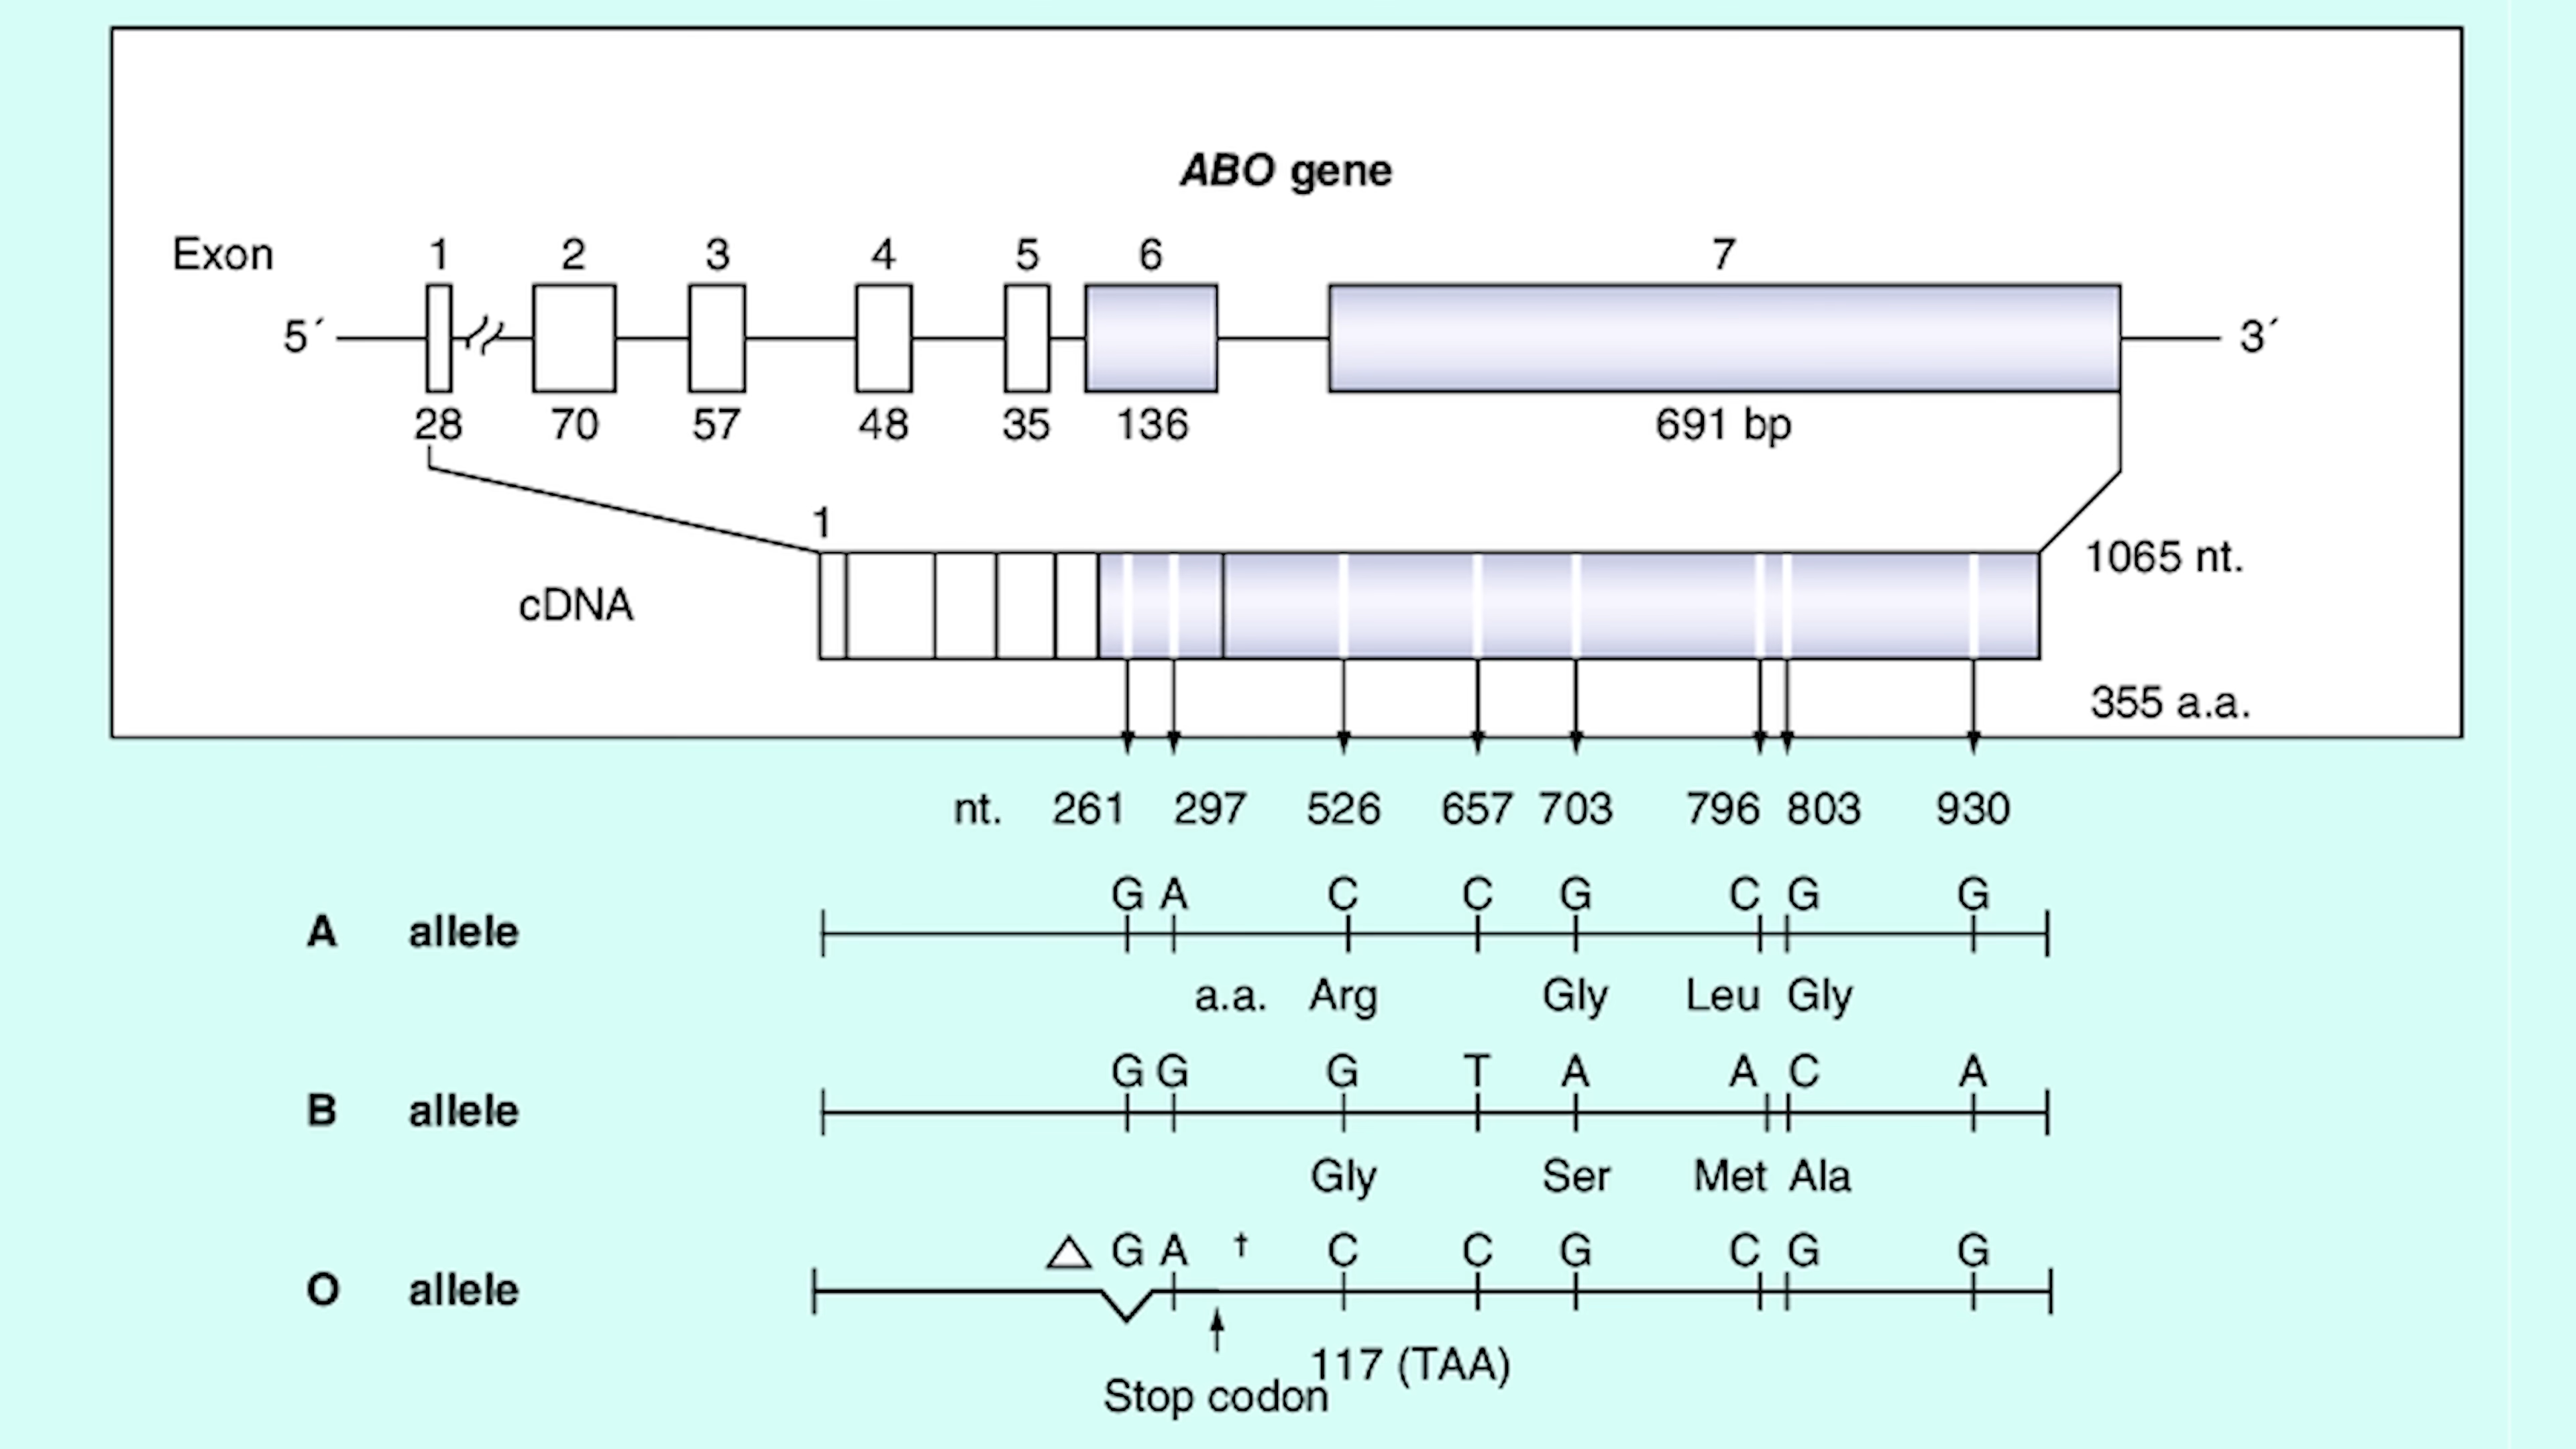 ABO gene
Exon 1 2 3 4 5 6 7
5´ 3´
28 70 57 48 35 136 691 bp
1
1065 nt.
cDNA
355 a.a.
nt. 261 297 526 657 703 796 803 930
G A C C G C G G
A allele
a.a. Arg Gly Leu Gly
G G G T A A C A
B allele
Gly Ser Met Ala
△ G A † C C G C G G
O allele
117 (TAA)
Stop codon